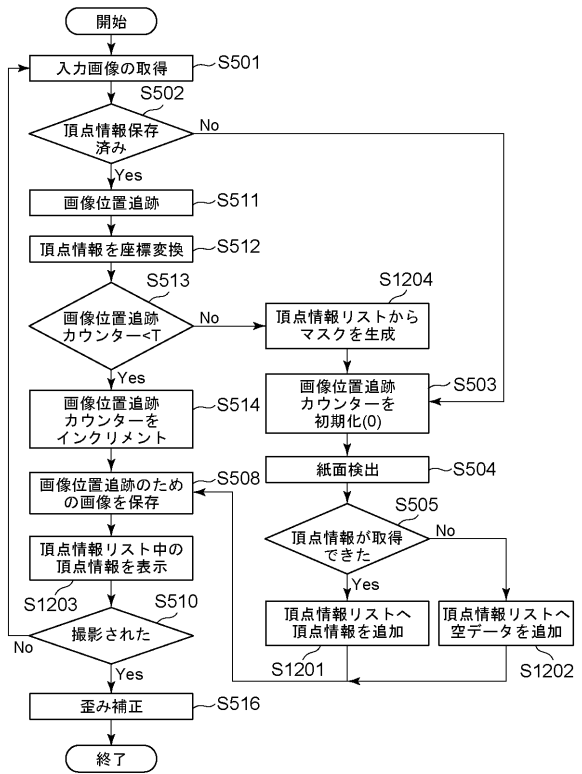 開始
入力画像の取得
S501
S502
頂点情報保存
済み
No
Yes
画像位置追跡
S511
頂点情報を座標変換
S512
S513
画像位置追跡
カウンター<T
No
Yes
S1204
頂点情報リストから
マスクを生成
画像位置追跡
カウンターを
インクリメント
S514
画像位置追跡
カウンターを
初期化(0)
S503
紙面検出
S504
画像位置追跡のため
の画像を保存
S508
S505
頂点情報が取得
できた
No
Yes
頂点情報リスト中の
頂点情報を表示
S1203
頂点情報リストへ
頂点情報を追加
S1201
頂点情報リストへ
空データを追加
S1202
S510
撮影された
No
Yes
歪み補正
S516
終了